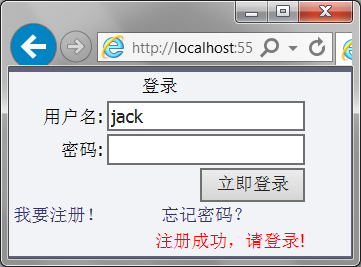 http://localhost:55
登录
用户名: jack
密码:
立即登录
我要注册! 忘记密码?
注册成功，请登录!